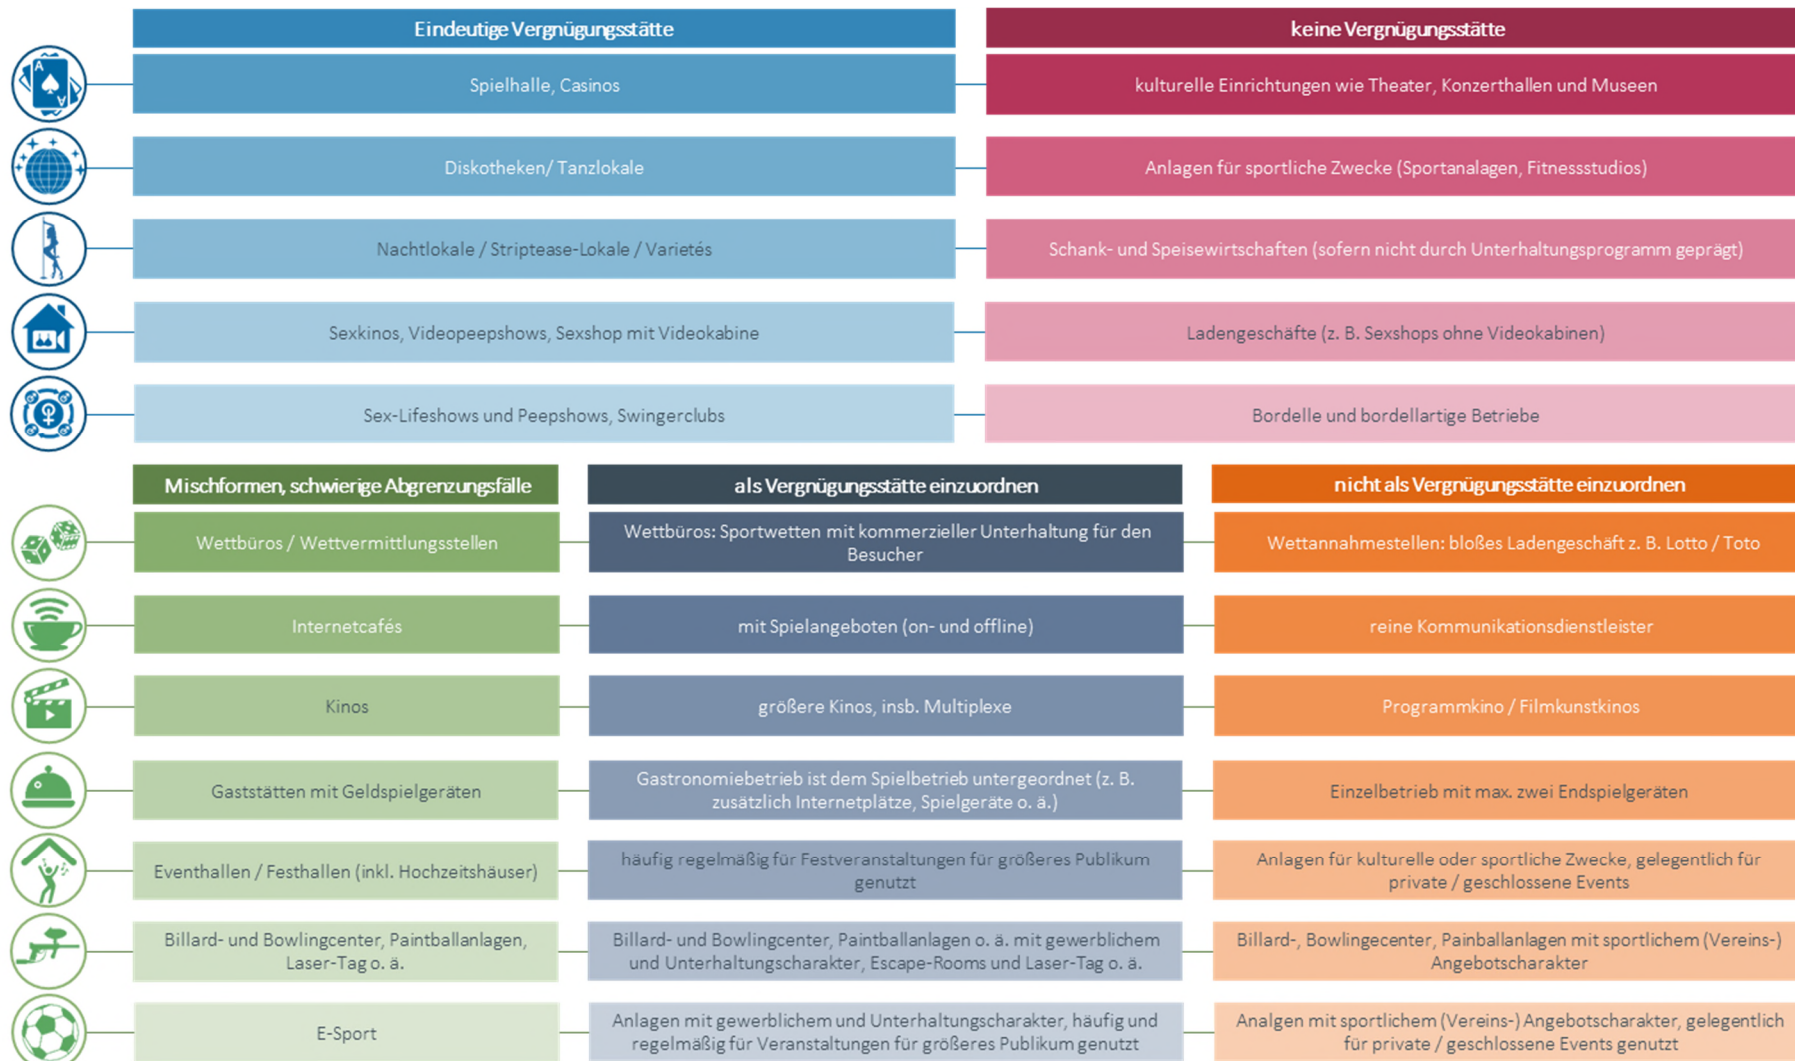 Eindeutige Vergnügungsstätte
keine Vergnügungsstätte
A
A
Spielhalle, Casinos
kulturelle Einrichtungen wie Theater, Konzerthallen und Museen
Diskotheken/ Tanzlokale
Anlagen für sportliche Zwecke (Sportanalagen, Fitnessstudios)
Nachtlokale / Striptease-Lokale / Varietés
Schank- und Speisewirtschaften (sofern nicht durch Unterhaltungsprogramm geprägt)
Sexkinos, Videopeepshows, Sexshop mit Videokabine
Ladengeschäfte (z. B. Sexshops ohne Videokabinen)
Sex-Lifeshows und Peepshows, Swingerclubs
Bordelle und bordellartige Betriebe
Mischformen, schwierige Abgrenzungsfälle
als Vergnügungsstätte einzuordnen
nicht als Vergnügungsstätte einzuordnen
Wettbüros / Wettvermittlungsstellen
Wettbüros: Sportwetten mit kommerzieller Unterhaltung für den
Besucher
Wettannahmestellen: bloßes Ladengeschäft z. B. Lotto / Toto
Internetcafés
mit Spielangeboten (on- und offline)
reine Kommunikationsdienstleister
Kinos
größere Kinos, insb. Multiplexe
Programmkino / Filmkunstkinos
Gaststätten mit Geldspielgeräten
Gastronomiebetrieb ist dem Spielbetrieb untergeordnet (z. B.
zusätzlich Internetplätze, Spielgeräte o. ä.)
Einzelbetrieb mit max. zwei Endspielgeräten
Eventhallen / Festhallen (inkl. Hochzeitshäuser)
häufig regelmäßig für Festveranstaltungen für größeres Publikum
genutzt
Anlagen für kulturelle oder sportliche Zwecke, gelegentlich für
private / geschlossene Events
Billard- und Bowlingcenter, Paintballanlagen,
Laser-Tag o. ä.
Billard- und Bowlingcenter, Paintballanlagen o. ä. mit gewerblichem
und Unterhaltungscharakter, Escape-Rooms und Laser-Tag o. ä.
Billard-, Bowlingecenter, Painballanlagen mit sportlichem (Vereins-)
Angebotscharakter
E-Sport
Anlagen mit gewerblichem und Unterhaltungscharakter, häufig und
regelmäßig für Veranstaltungen für größeres Publikum genutzt
Analgen mit sportlichem (Vereins-) Angebotscharakter, gelegentlich
für private / geschlossene Events genutzt